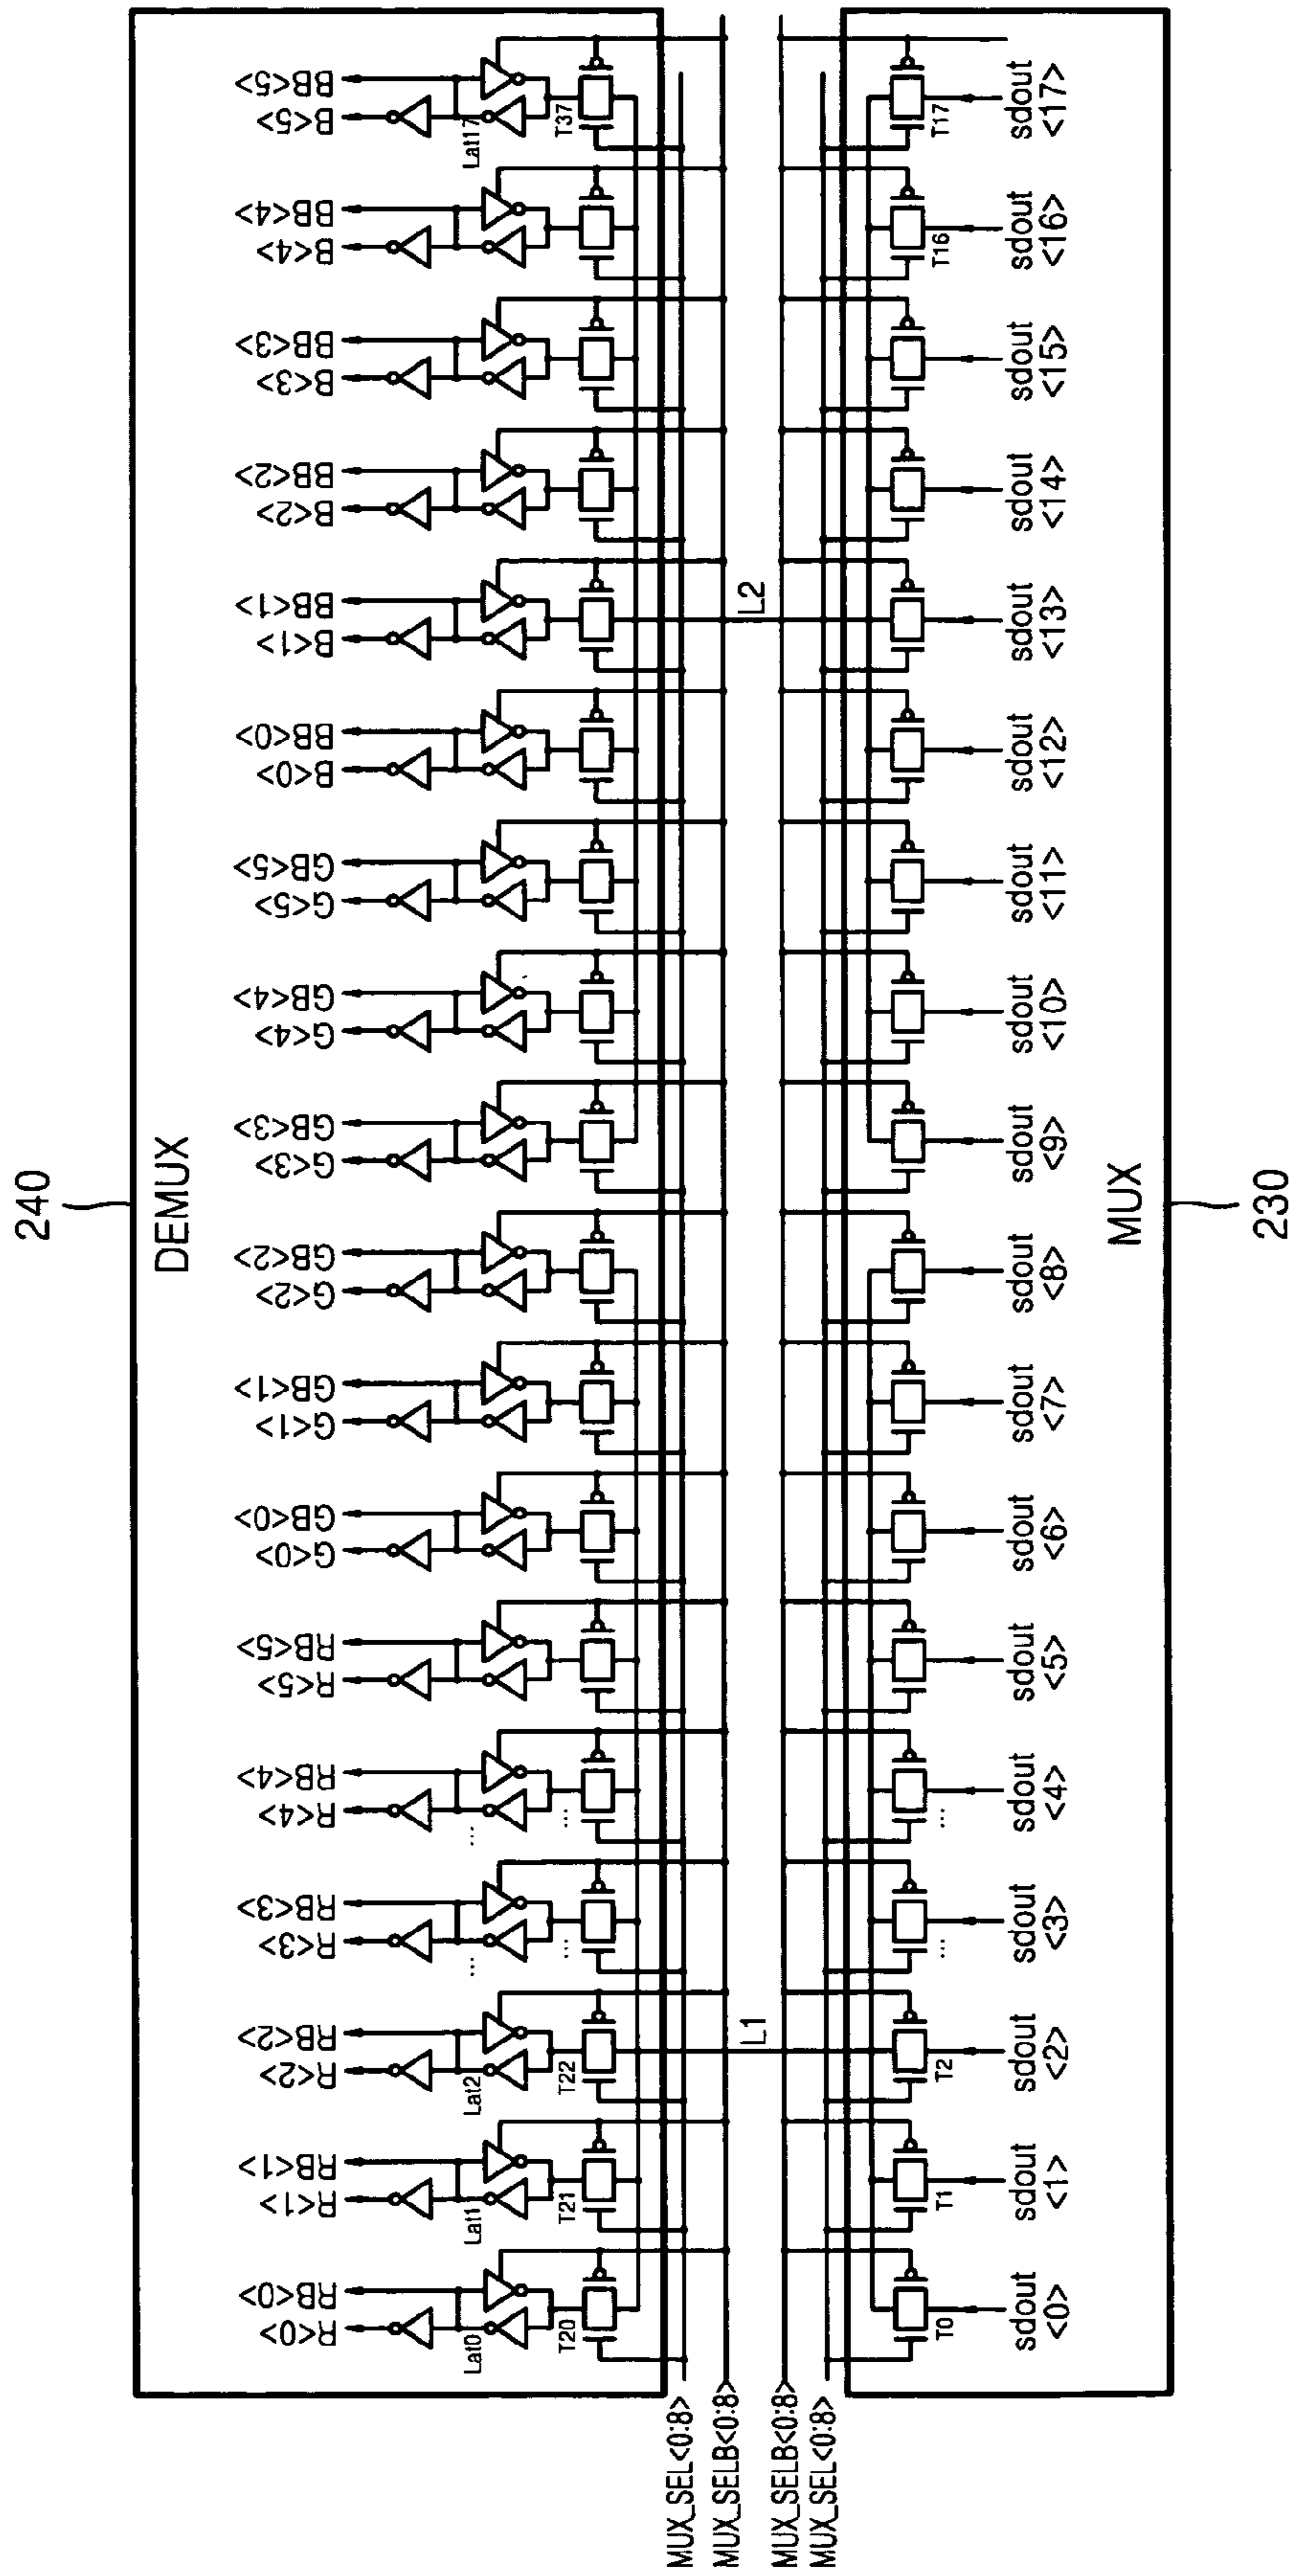 240
DEMUX
R<0> RB<0> R<1> RB<1> R<2> RB<2> R<3> RB<3> R<4> RB<4> R<5> RB<5> G<0> GB<0> G<1> GB<1> G<2> GB<2> G<3> GB<3> G<4> GB<4> G<5> GB<5> B<0> BB<0> B<1> BB<1> B<2> BB<2> B<3> BB<3> B<4> BB<4> B<5> BB<5>
Lat0 Lat1 Lat2 ... ... Lat17
T20 T21 T22 ... ... T37
MUX_SEL<0:8>
MUX_SELB<0:8>
L1 L2
MUX_SELB<0:8>
MUX_SEL<0:8>
T0 T1 T2 ... ... T16 T17
sdout sdout sdout sdout sdout sdout sdout sdout sdout sdout sdout sdout sdout sdout sdout sdout sdout sdout
<0> <1> <2> <3> <4> <5> <6> <7> <8> <9> <10> <11> <12> <13> <14> <15> <16> <17>
MUX
230